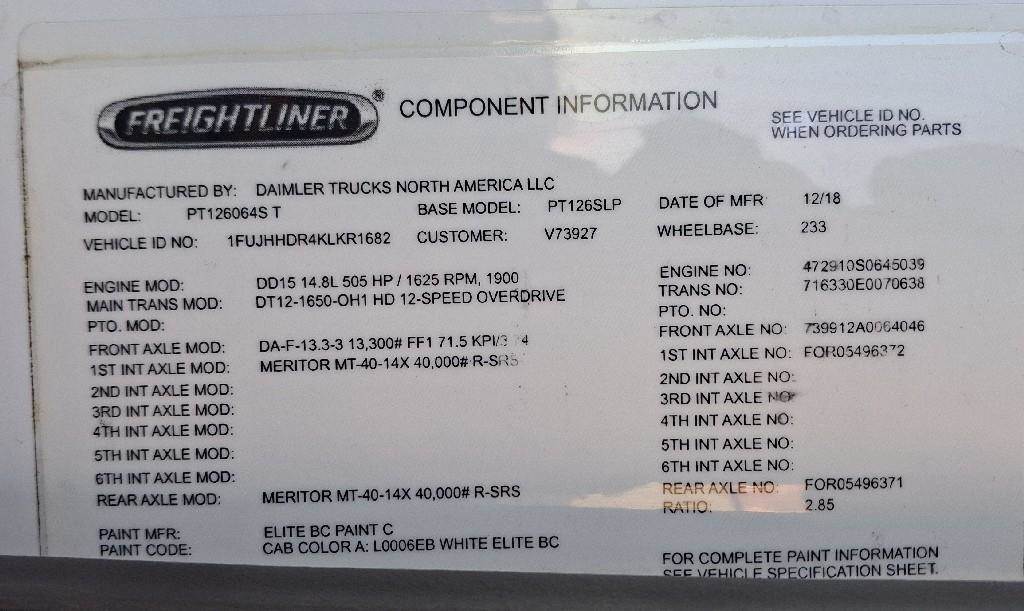 FREIGHTLINER ® COMPONENT INFORMATION
SEE VEHICLE ID NO.
WHEN ORDERING PARTS
MANUFACTURED BY: DAIMLER TRUCKS NORTH AMERICA LLC
MODEL: PT126064S T BASE MODEL: PT126SLP DATE OF MFR 12/18
VEHICLE ID NO: 1FUJHHDR4KLKR1682 CUSTOMER: V73927 WHEELBASE: 233
ENGINE MOD: DD15 14.8L 505 HP / 1625 RPM, 1900 ENGINE NO: 472910S0645039
MAIN TRANS MOD: DT12-1650-OH1 HD 12-SPEED OVERDRIVE TRANS NO: 716330E0070638
PTO. MOD: PTO. NO:
FRONT AXLE MOD: DA-F-13.3-3 13,300# FF1 71.5 FRONT AXLE NO: 739912A0064046
1ST INT AXLE MOD: MERITOR MT-40-14X 40,000# R-SRS 1ST INT AXLE NO: FOR05496372
2ND INT AXLE MOD: 2ND INT AXLE NO:
3RD INT AXLE MOD: 3RD INT AXLE NO:
4TH INT AXLE MOD: 4TH INT AXLE NO:
5TH INT AXLE MOD: 5TH INT AXLE NO:
6TH INT AXLE MOD: 6TH INT AXLE NO:
REAR AXLE MOD: MERITOR MT-40-14X 40,000# R-SRS REAR AXLE NO: FOR05496371
RATIO: 2.85
PAINT MFR: ELITE BC PAINT C
PAINT CODE: CAB COLOR A: L0006EB WHITE ELITE BC
FOR COMPLETE PAINT INFORMATION
SEE VEHICLE SPECIFICATION SHEET.